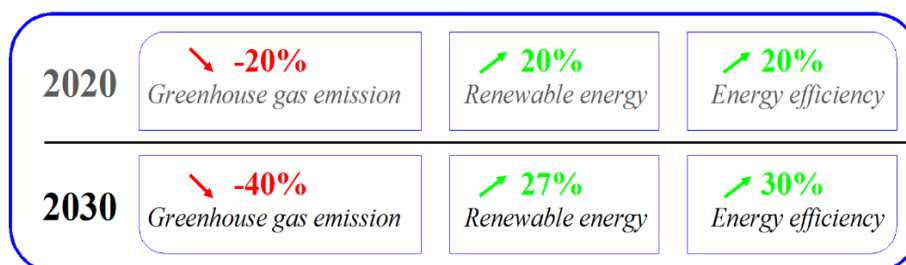 2020
-20%
Greenhouse gas emission
20%
Renewable energy
20%
Energy efficiency
2030
-40%
Greenhouse gas emission
27%
Renewable energy
30%
Energy efficiency